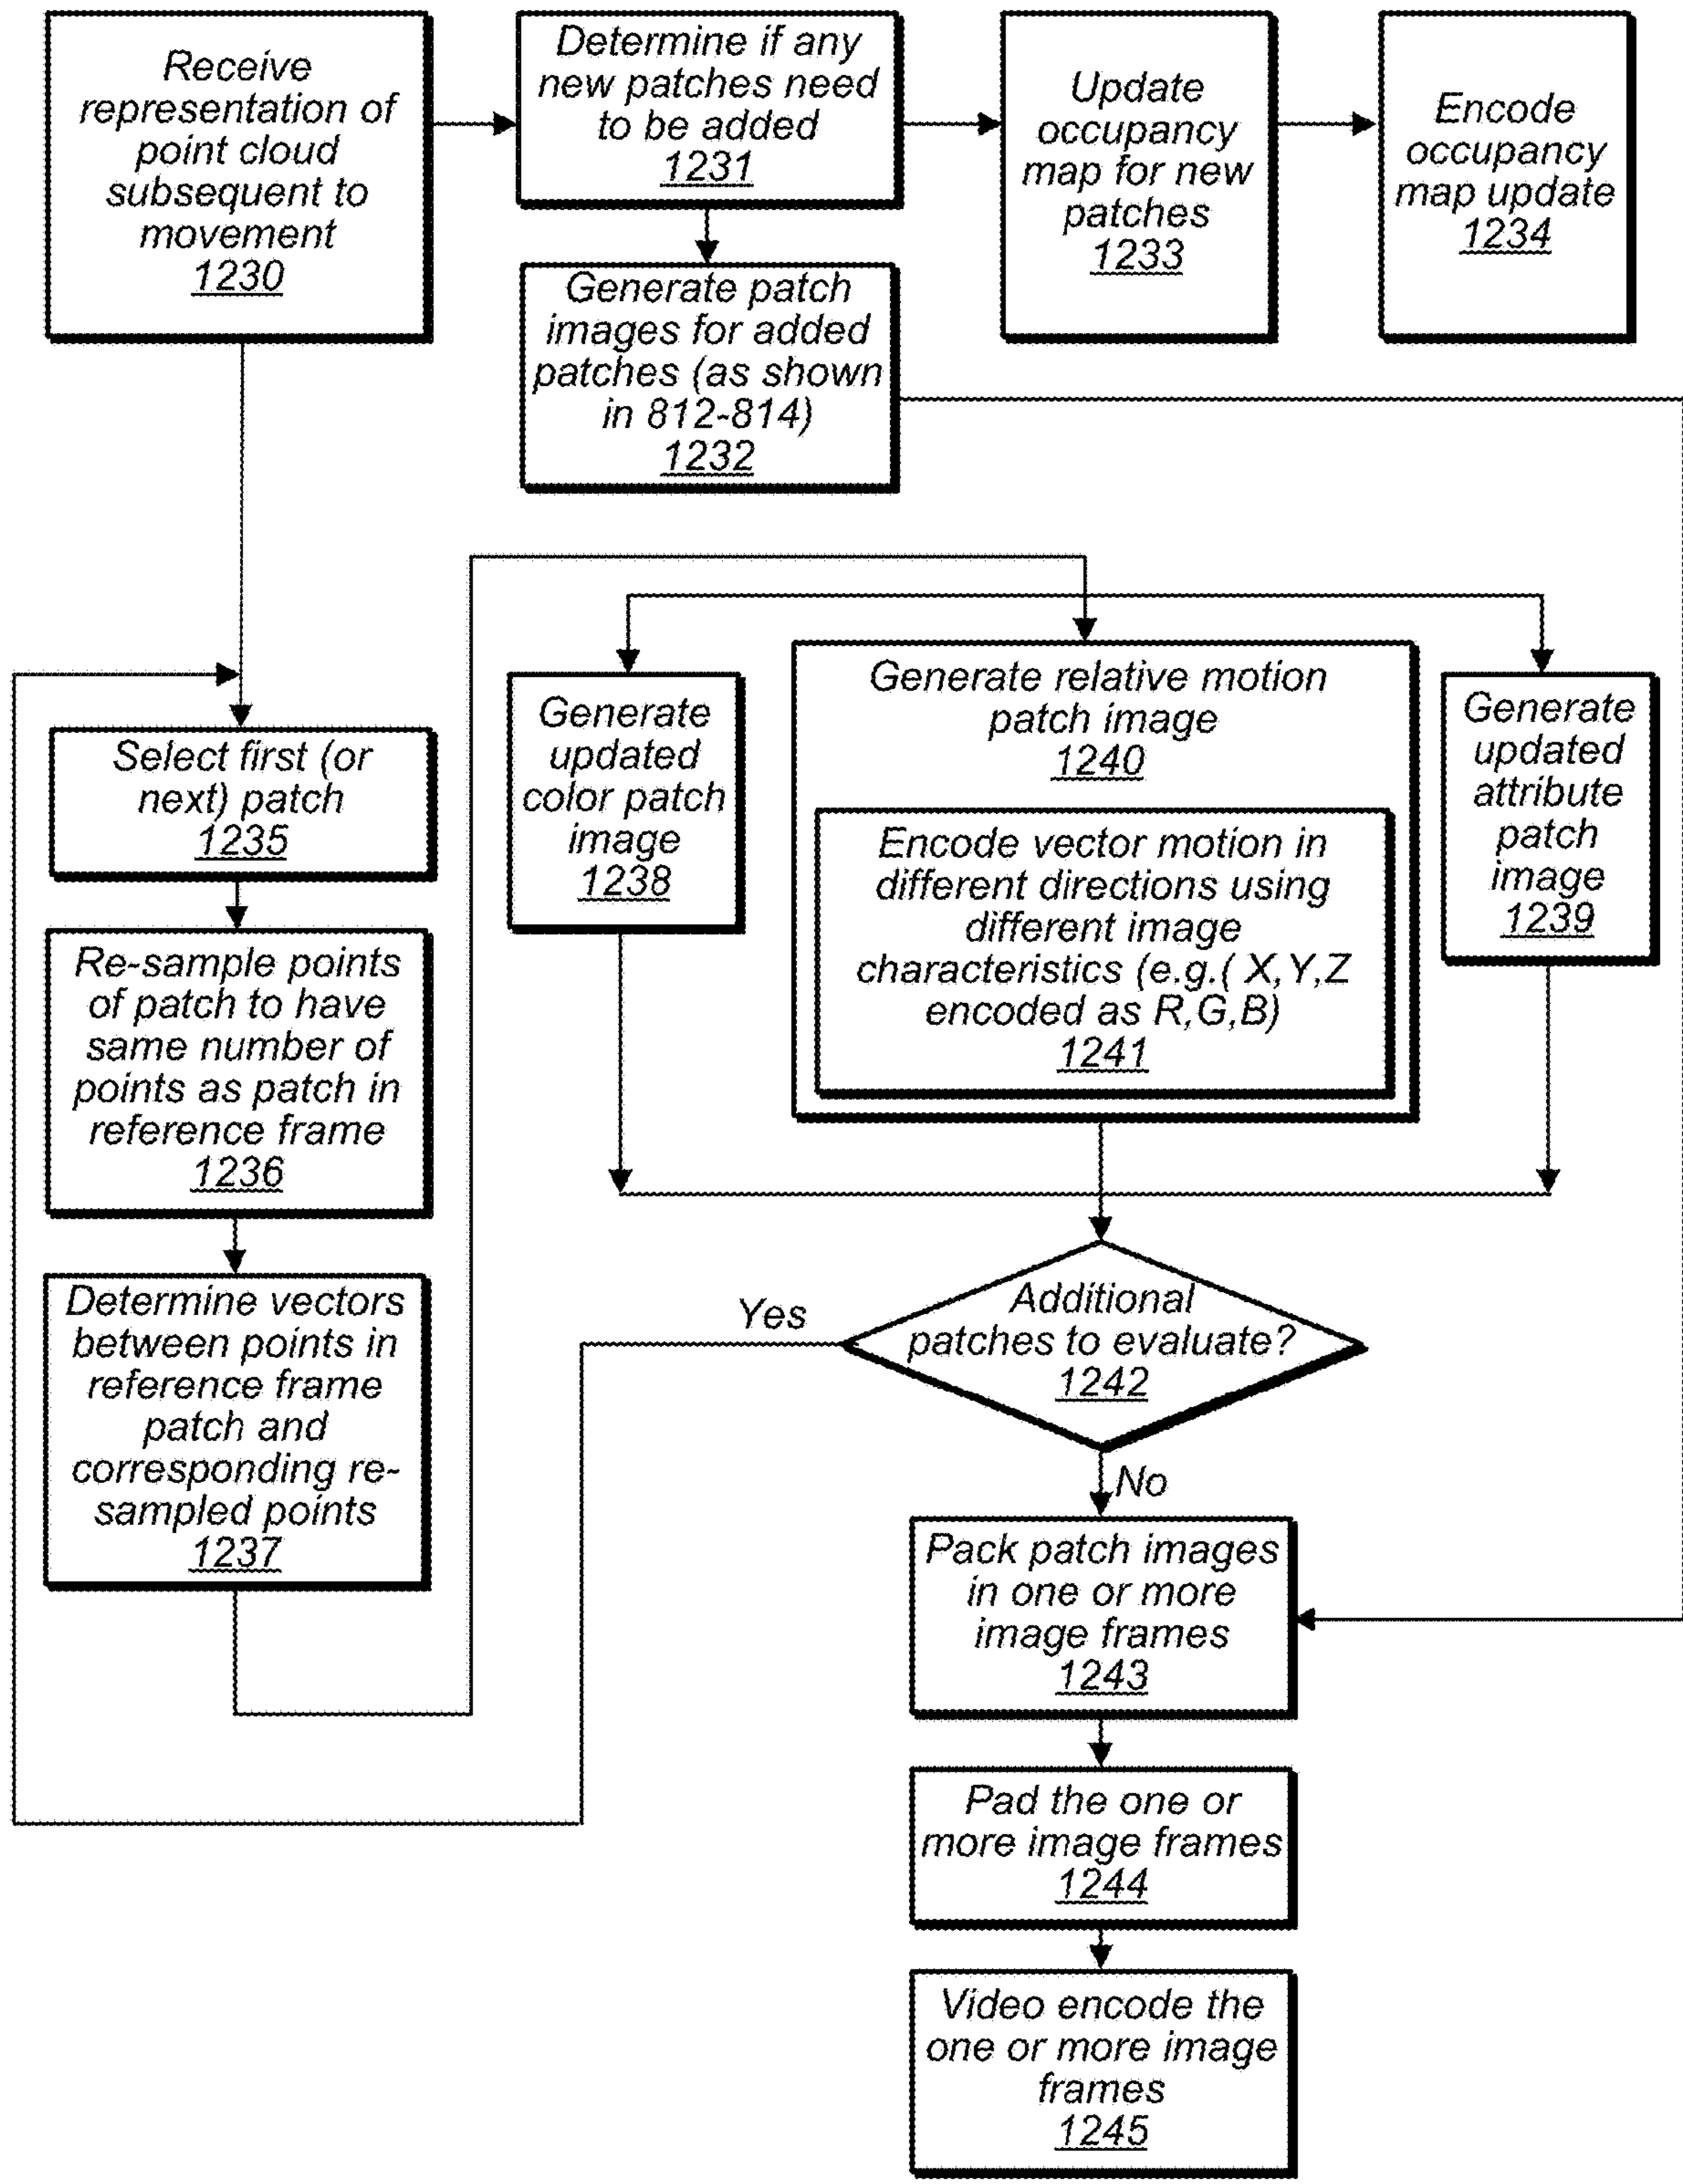 Receive
representation of
point cloud
subsequent to
movement
1230
Determine if any
new patches need
to be added
1231
Update
occupancy
map for new
patches
1233
Encode
occupancy
map update
1234
Generate patch
images for added
patches (as shown
in 812-814)
1232
Select first (or
next) patch
1235
Re-sample points
of patch to have
same number of
points as patch in
reference frame
1236
Determine vectors
between points in
reference frame
patch and
corresponding re-
sampled points
1237
Generate
updated
color patch
image
1238
Generate relative motion
patch image
1240
Encode vector motion in
different directions using
different image
characteristics (e.g.( X,Y,Z
encoded as R,G,B)
1241
Generate
updated
attribute
patch
image
1239
Additional
patches to evaluate?
1242
Yes
No
Pack patch images
in one or more
image frames
1243
Pad the one or
more image frames
1244
Video encode the
one or more image
frames
1245